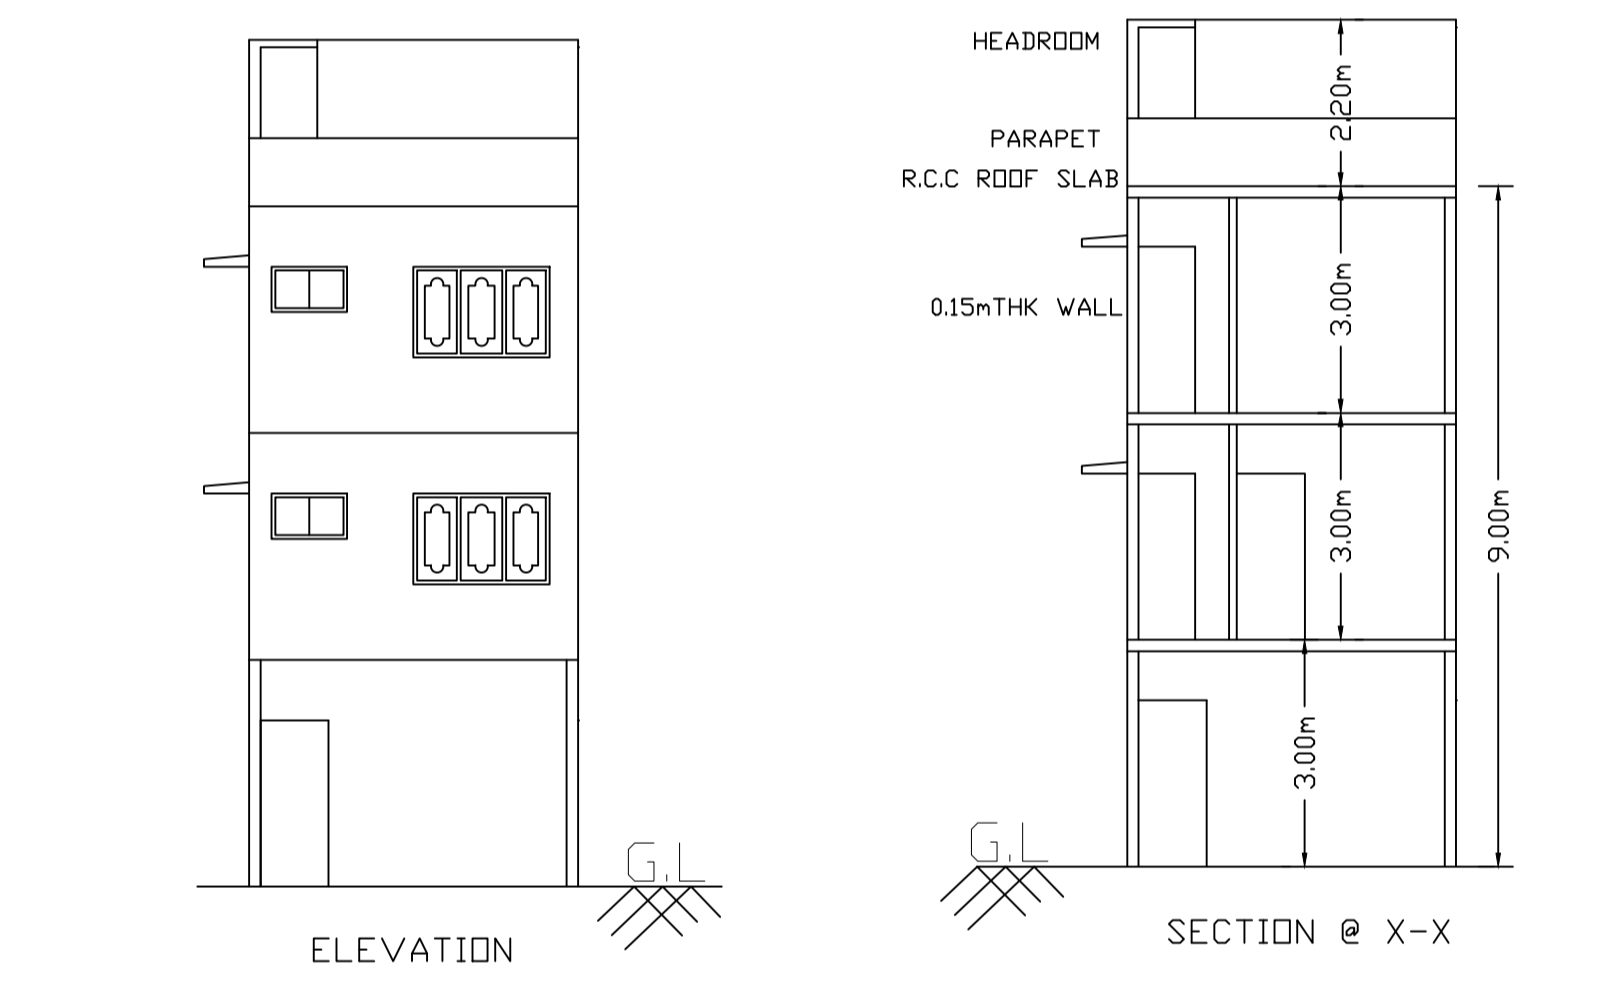 HEADROOM
2.20m
PARAPET
R.C.C ROOF SLAB
3.00m
0.15mTHK WALL
3.00m
9.00m
3.00m
G.L
G.L
ELEVATION
SECTION @ X-X